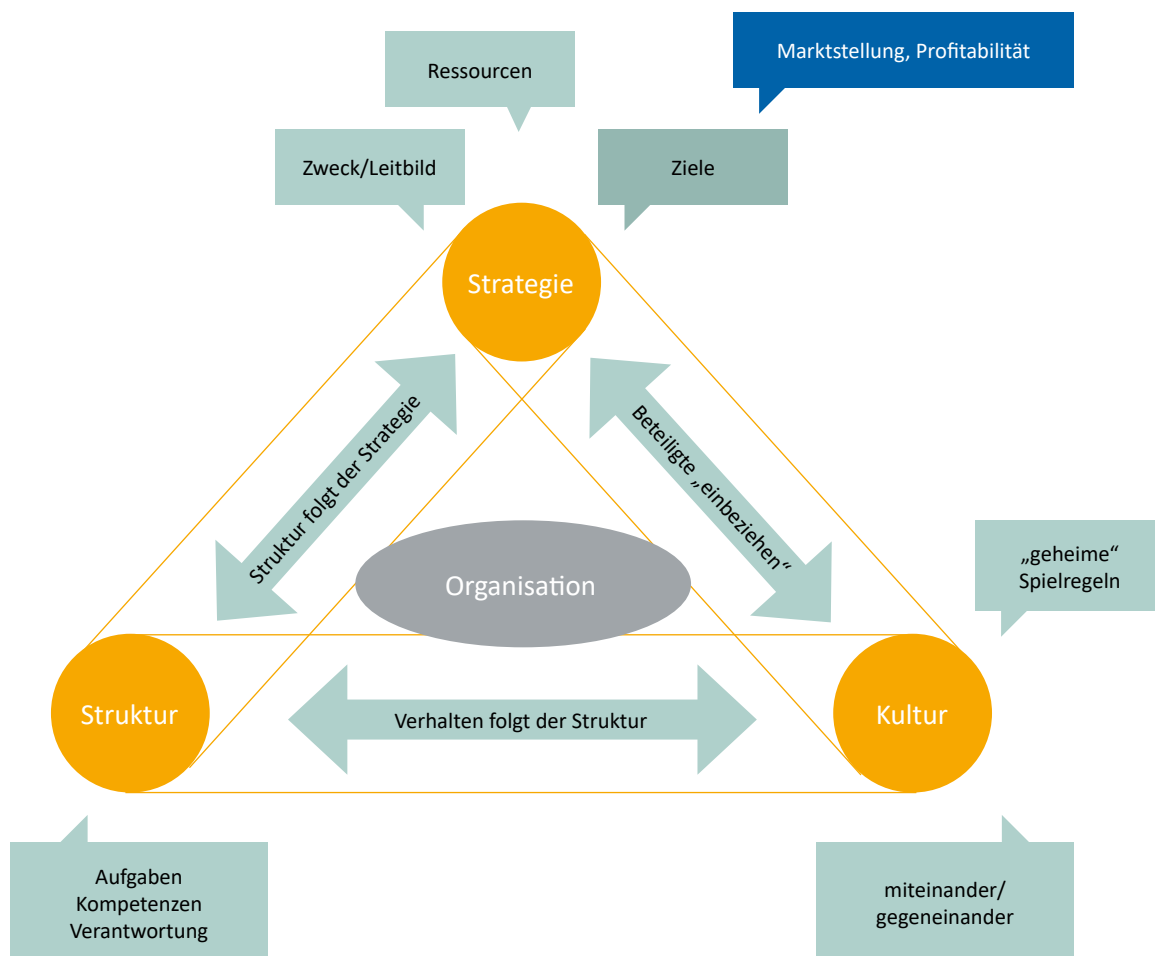 Marktstellung, Profitabilität
Ressourcen
Zweck/Leitbild
Ziele
Strategie
Struktur folgt der Strategie
Beteiligte „einbeziehen“
„geheime“
Spielregeln
Organisation
Struktur
Verhalten folgt der Struktur
Kultur
Aufgaben
Kompetenzen
Verantwortung
miteinander/
gegeneinander